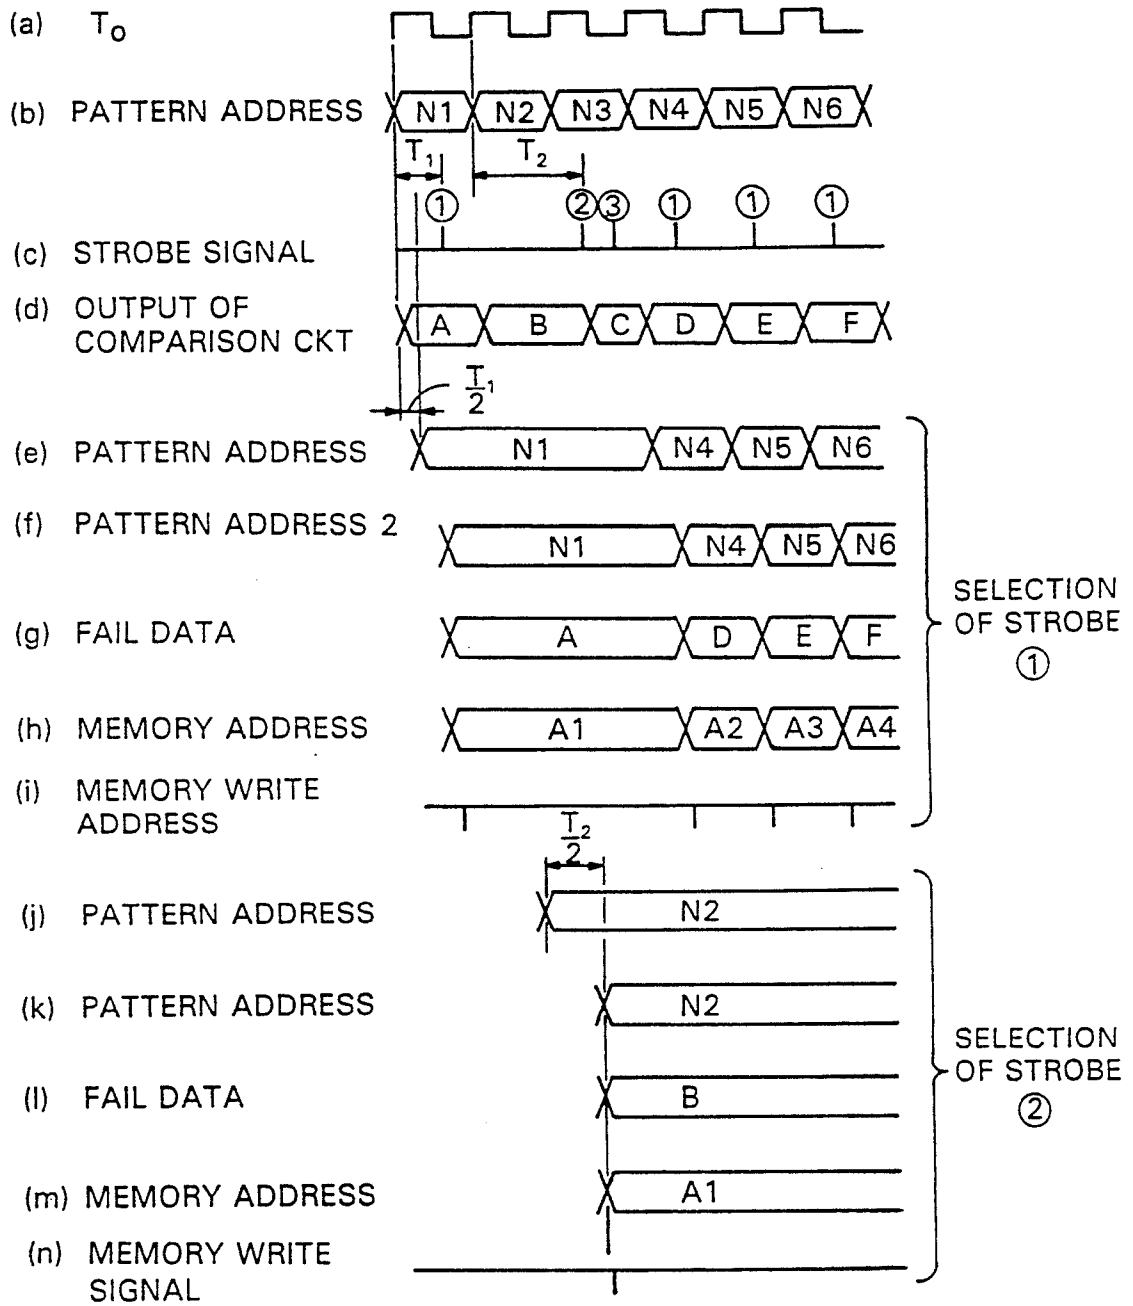 (a) To
(b) PATTERN ADDRESS N1 N2 N3 N4 N5 N6
T1 T2
① ② ③ ① ① ①
(c) STROBE SIGNAL
(d) OUTPUT OF
COMPARISON CKT
A B C D E F
T1/2
(e) PATTERN ADDRESS N1 N4 N5 N6
(f) PATTERN ADDRESS 2 N1 N4 N5 N6
(g) FAIL DATA A D E F
(h) MEMORY ADDRESS A1 A2 A3 A4
(i) MEMORY WRITE
ADDRESS
SELECTION
OF STROBE
①
T2/2
(j) PATTERN ADDRESS N2
(k) PATTERN ADDRESS N2
(l) FAIL DATA B
(m) MEMORY ADDRESS A1
(n) MEMORY WRITE
SIGNAL
SELECTION
OF STROBE
②